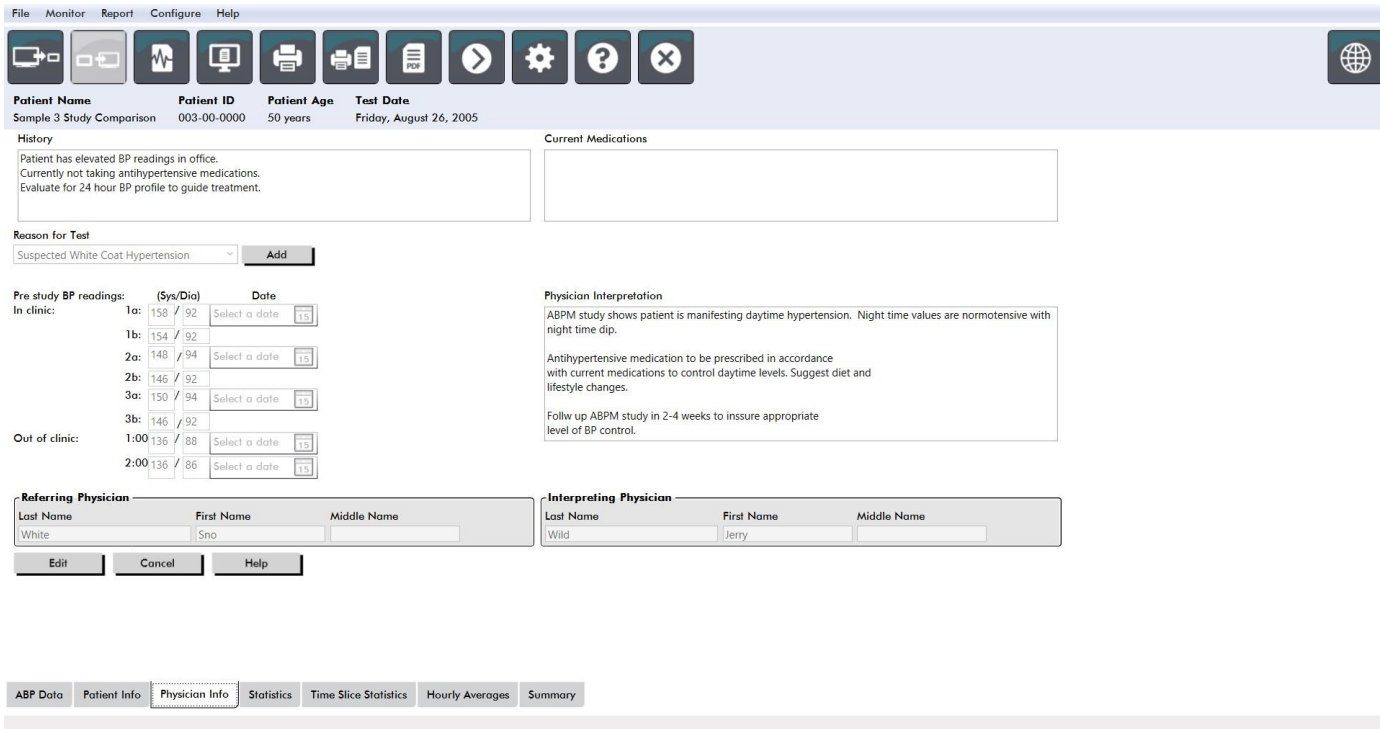 File Monitor Report Configure Help
PDF
Patient Name Patient ID Patient Age Test Date
Sample 3 Study Comparison 003-00-0000 50 years Friday, August 26, 2005
History
Patient has elevated BP readings in office.
Currently not taking antihypertensive medications.
Evaluate for 24 hour BP profile to guide treatment.
Current Medications
Reason for Test
Suspected White Coat Hypertension Add
Pre study BP readings: (Sys/Dia) Date
In clinic: 1a: 158 / 92 Select a date 15
1b: 154 / 92
2a: 148 / 94 Select a date 15
2b: 146 / 92
3a: 150 / 94 Select a date 15
3b: 146 / 92
Out of clinic: 1:00 136 / 88 Select a date 15
2:00 136 / 86 Select a date 15
Physician Interpretation
ABPM study shows patient is manifesting daytime hypertension. Night time values are normotensive with
night time dip.
Antihypertensive medication to be prescribed in accordance
with current medications to control daytime levels. Suggest diet and
lifestyle changes.
Follw up ABPM study in 2-4 weeks to inssure appropriate
level of BP control.
Referring Physician
Last Name First Name Middle Name
White Sno
Interpreting Physician
Last Name First Name Middle Name
Wild Jerry
Edit Cancel Help
ABP Data Patient Info Physician Info Statistics Time Slice Statistics Hourly Averages Summary